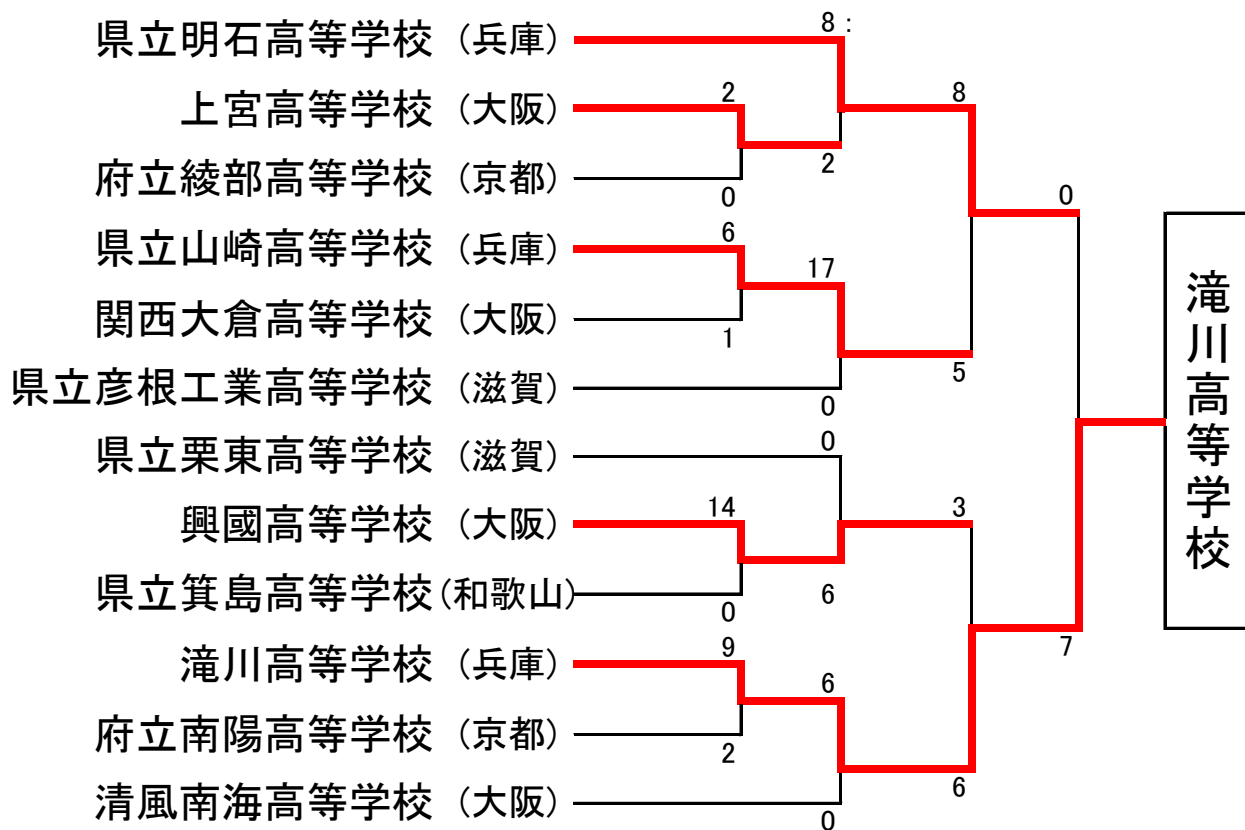 県立明石高等学校 (兵庫)
8 :
上宮高等学校 (大阪)
2
8
府立綾部高等学校 (京都)
0
2
0
県立山崎高等学校 (兵庫)
6
17
関西大倉高等学校 (大阪)
1
5
県立彦根工業高等学校 (滋賀)
0
県立栗東高等学校 (滋賀)
0
興國高等学校 (大阪)
14
3
県立箕島高等学校 (和歌山)
0
6
滝川高等学校 (兵庫)
9
6
7
府立南陽高等学校 (京都)
2
6
清風南海高等学校 (大阪)
0
滝川高等学校